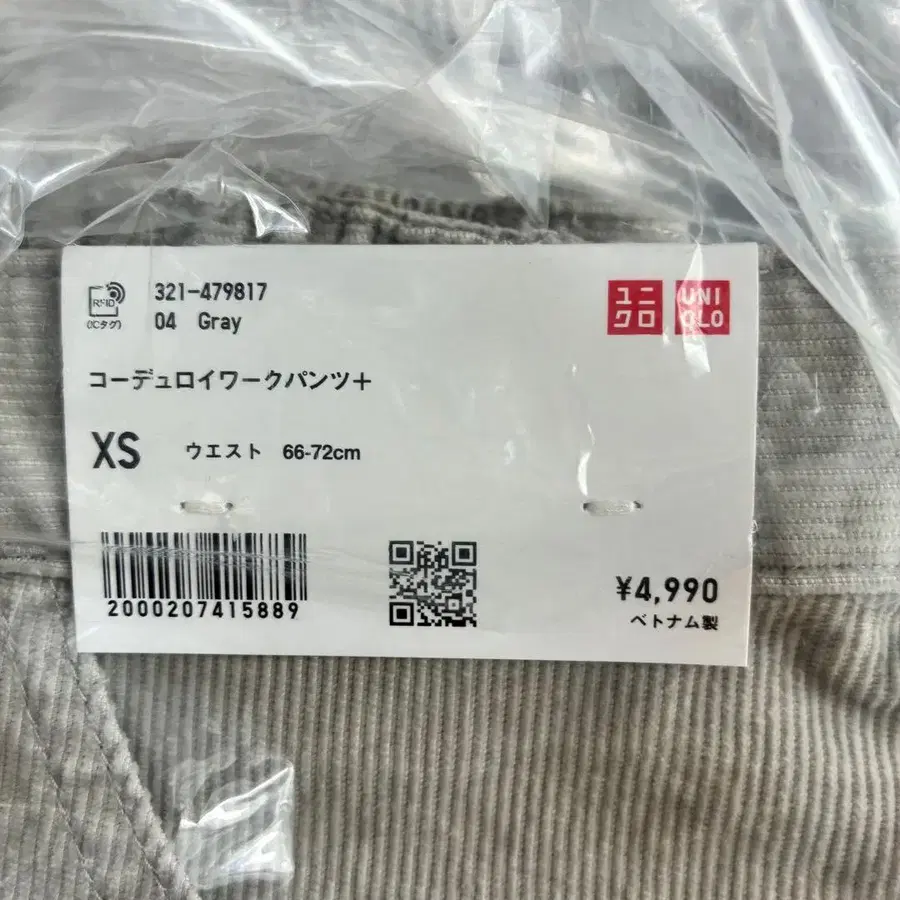 321-479817
04 Gray
RFID
(ICタグ)
ユニ
クロ
UNI
QLO
コーデュロイワークパンツ+
XS ウエスト 66-72cm
2000207415889
¥4,990
ベトナム製